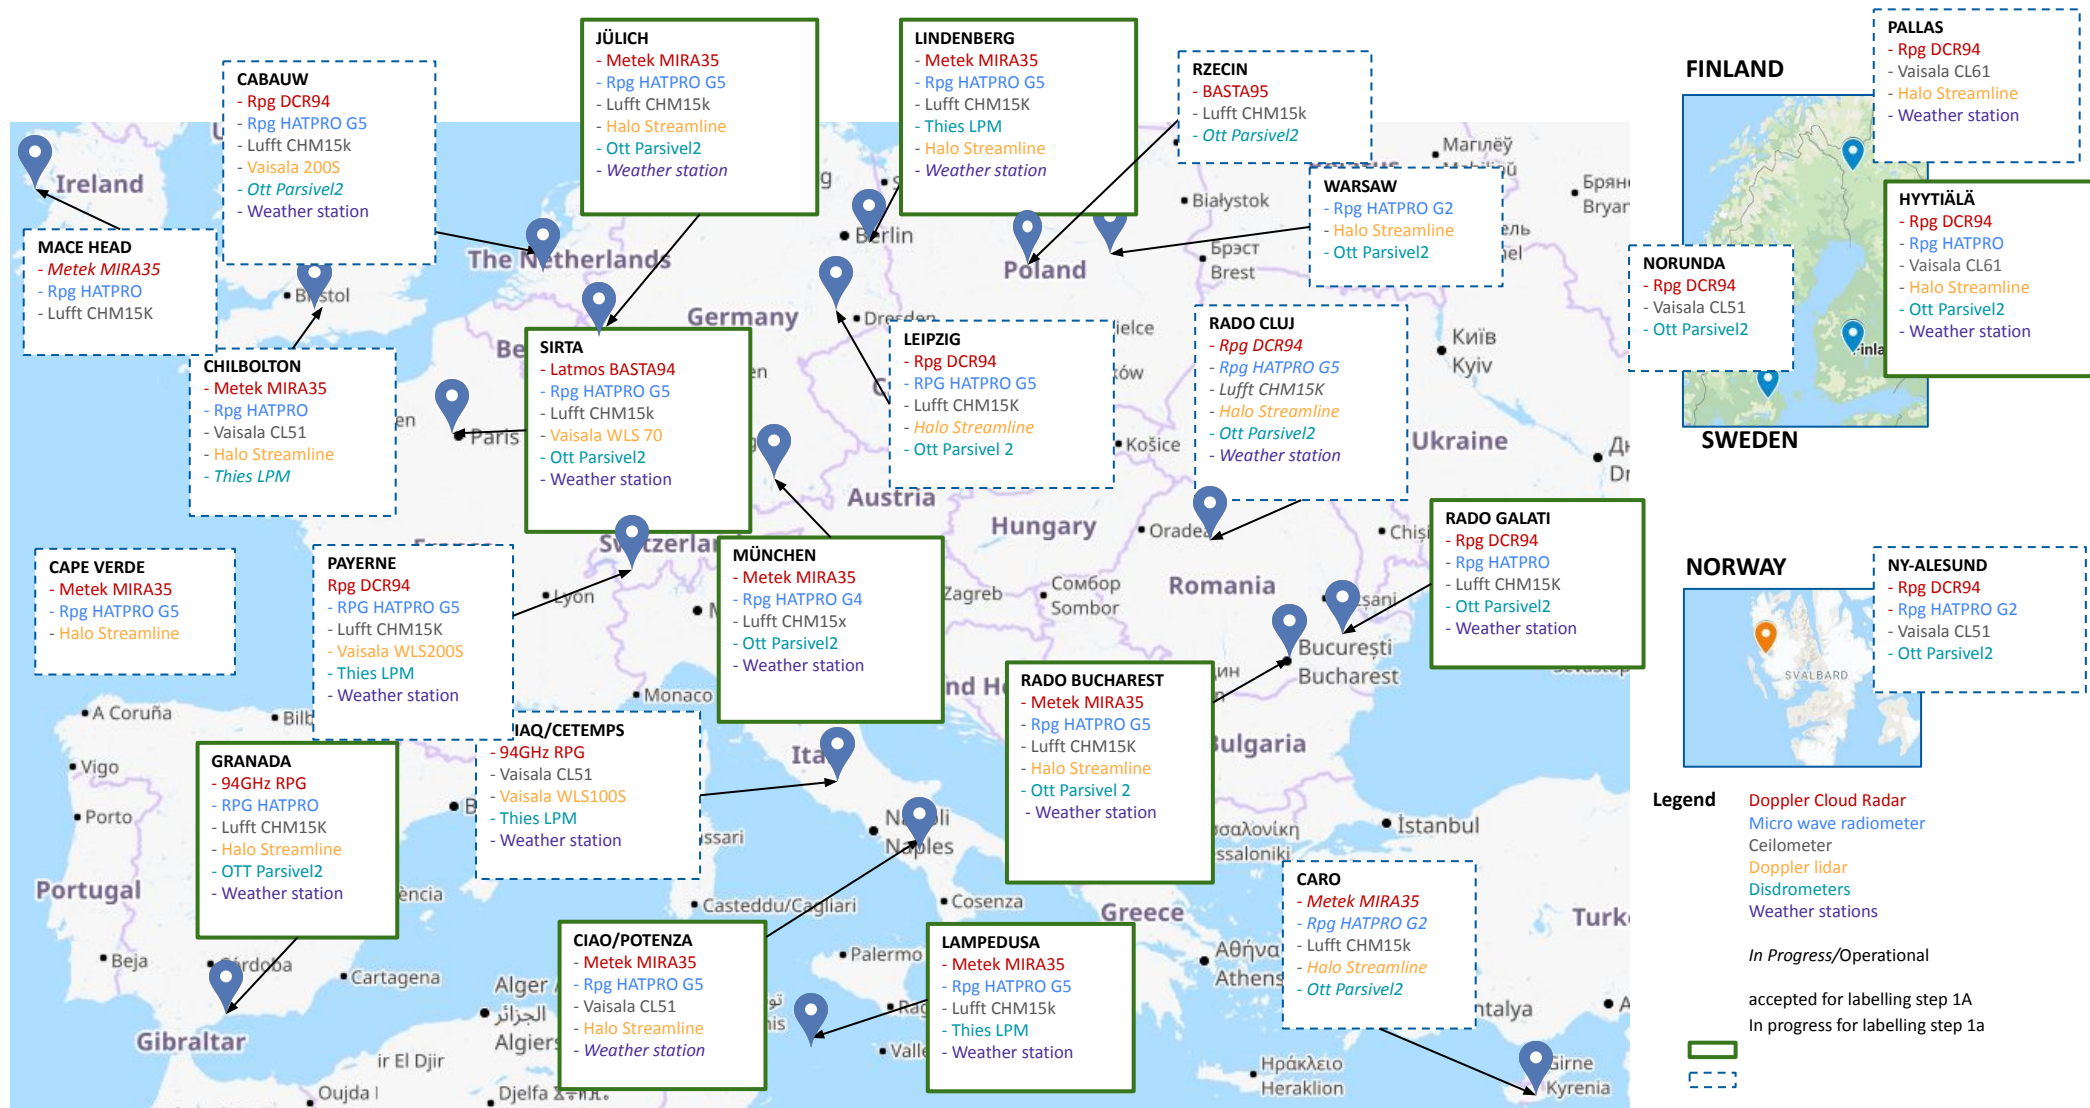 JÜLICH
- Metek MIRA35
- Rpg HATPRO G5
- Lufft CHM15k
- Halo Streamline
- Ott Parsivel2
- Weather station
LINDENBERG
- Metek MIRA35
- Rpg HATPRO G5
- Lufft CHM15K
- Thies LPM
- Halo Streamline
- Weather station
PALLAS
- Rpg DCR94
- Vaisala CL61
- Halo Streamline
- Weather station
CABAUW
- Rpg DCR94
- Rpg HATPRO G5
- Lufft CHM15k
- Vaisala 200S
- Ott Parsivel2
- Weather station
RZECIN
- BASTA95
- Lufft CHM15k
- Ott Parsivel2
FINLAND
WARSAW
- Rpg HATPRO G2
- Halo Streamline
- Ott Parsivel2
HYYTIÄLÄ
- Rpg DCR94
- Rpg HATPRO
- Vaisala CL61
- Halo Streamline
- Ott Parsivel2
- Weather station
MACE HEAD
- Metek MIRA35
- Rpg HATPRO
- Lufft CHM15K
NORUNDA
- Rpg DCR94
- Vaisala CL51
- Ott Parsivel2
SWEDEN
CHILBOLTON
- Metek MIRA35
- Rpg HATPRO
- Vaisala CL51
- Halo Streamline
- Thies LPM
SIRTA
- Latmos BASTA94
- Rpg HATPRO G5
- Lufft CHM15k
- Vaisala WLS 70
- Ott Parsivel2
- Weather station
LEIPZIG
- Rpg DCR94
- RPG HATPRO G5
- Lufft CHM15K
- Halo Streamline
- Ott Parsivel 2
RADO CLUJ
- Rpg DCR94
- Rpg HATPRO G5
- Lufft CHM15K
- Halo Streamline
- Ott Parsivel2
- Weather station
RADO GALATI
- Rpg DCR94
- Rpg HATPRO
- Lufft CHM15K
- Ott Parsivel2
- Weather station
CAPE VERDE
- Metek MIRA35
- Rpg HATPRO G5
- Halo Streamline
PAYERNE
Rpg DCR94
- RPG HATPRO G5
- Lufft CHM15K
- Vaisala WLS200S
- Thies LPM
- Weather station
MÜNCHEN
- Metek MIRA35
- Rpg HATPRO G4
- Lufft CHM15x
- Ott Parsivel2
- Weather station
NORWAY
SVALBARD
NY-ALESUND
- Rpg DCR94
- Rpg HATPRO G2
- Vaisala CL51
- Ott Parsivel2
RADO BUCHAREST
- Metek MIRA35
- Rpg HATPRO G5
- Lufft CHM15K
- Halo Streamline
- Ott Parsivel 2
- Weather station
IAQ/CETEMPS
- 94GHz RPG
- Vaisala CL51
- Vaisala WLS100S
- Thies LPM
- Weather station
GRANADA
- 94GHz RPG
- RPG HATPRO
- Lufft CHM15K
- Halo Streamline
- OTT Parsivel2
- Weather station
CIAO/POTENZA
- Metek MIRA35
- Rpg HATPRO G5
- Vaisala CL51
- Halo Streamline
- Weather station
LAMPEDUSA
- Metek MIRA35
- Rpg HATPRO G5
- Lufft CHM15k
- Thies LPM
- Weather station
CARO
- Metek MIRA35
- Rpg HATPRO G2
- Lufft CHM15k
- Halo Streamline
- Ott Parsivel2
Legend
Doppler Cloud Radar
Micro wave radiometer
Ceilometer
Doppler lidar
Disdrometers
Weather stations
In Progress/Operational
accepted for labelling step 1A
In progress for labelling step 1a
Ireland
Bristol
The Netherlands
Berlin
Poland
Białystok
Магілёў
Брэст
Brest
Germany
Dresden
Київ
Kyiv
Paris
Košice
Ukraine
Austria
Hungary
Oradea
Switzerland
Lyon
Zagreb
Сомбор
Sombor
Romania
București
Bucharest
Monaco
A Coruña
Vigo
Porto
Portugal
Beja
Córdoba
Cartagena
Gibraltar
Bulgaria
Naples
Casteddu/Cagliari
Cosenza
Palermo
Greece
İstanbul
Αθήνα
Athens
Ηράκλειο
Heraklion
Girne
Kyrenia
Alger
الجزائر
Algiers
ir El Djir
Oujda
Djelfa